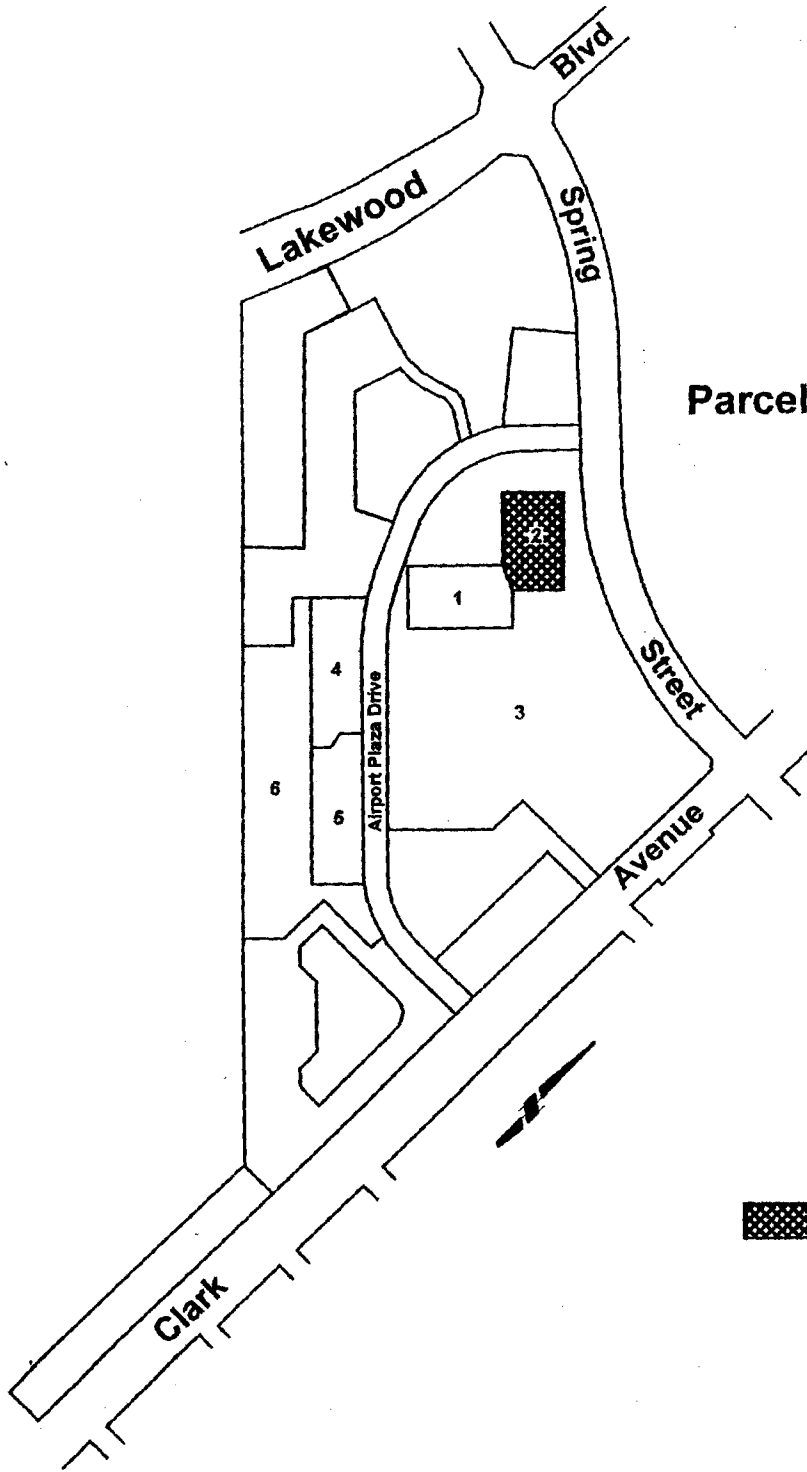 Blvd
Lakewood
Spring
Parcel
2
1
4
Airport Plaza Drive
3
Street
6
5
Avenue
Clark